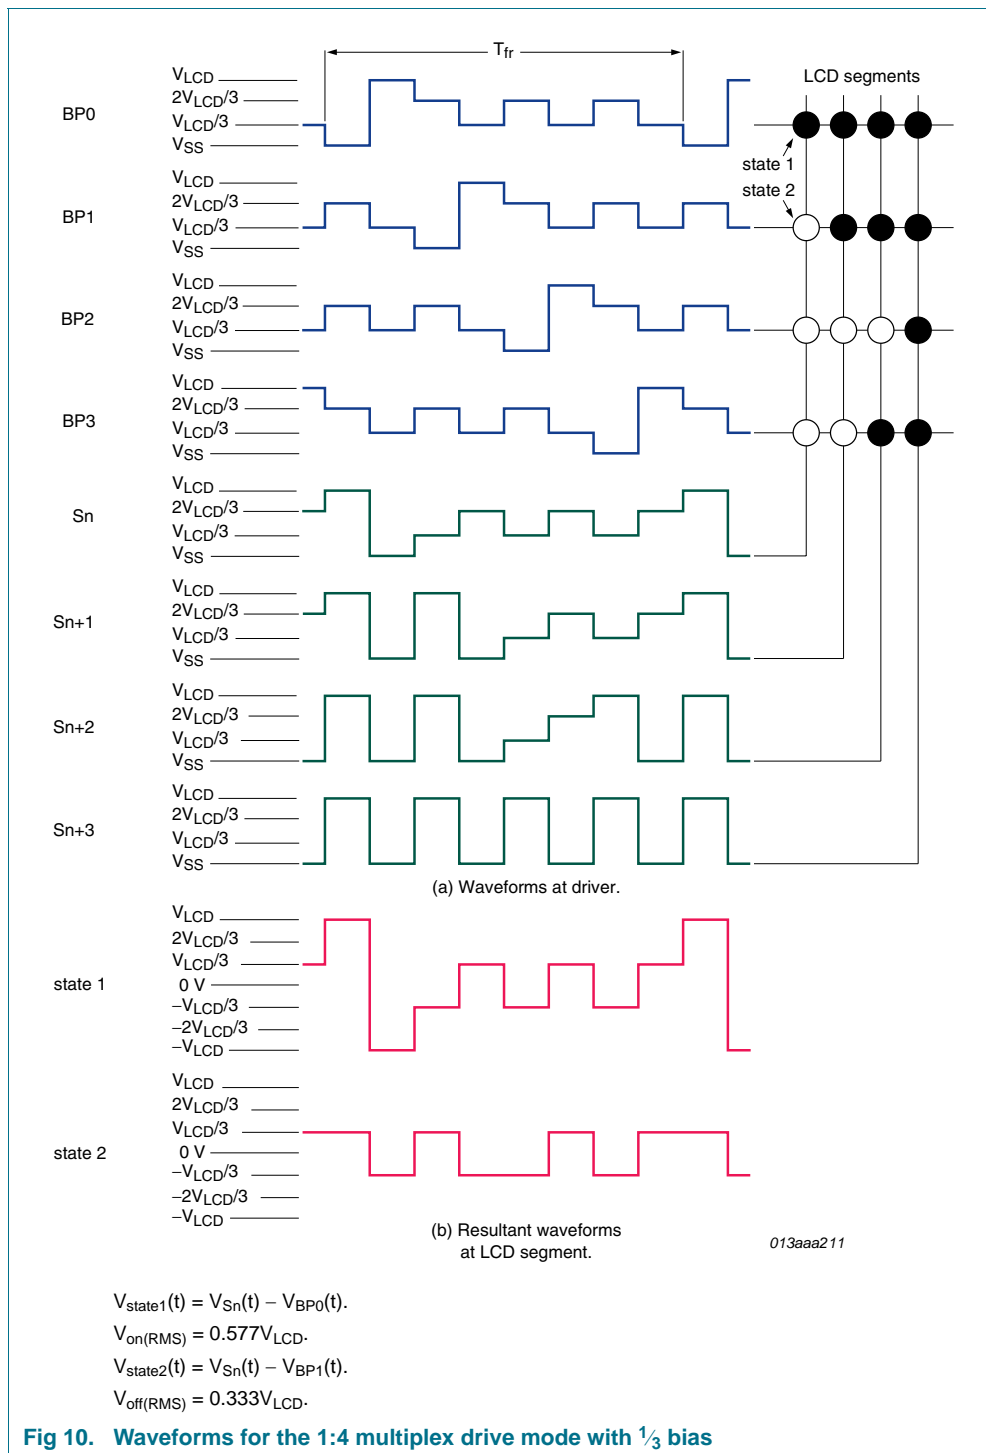 Tfr
VLCD
2VLCD/3
VLCD/3
VSS
BP0
LCD segments
state 1
state 2
VLCD
2VLCD/3
VLCD/3
VSS
BP1
VLCD
2VLCD/3
VLCD/3
VSS
BP2
VLCD
2VLCD/3
VLCD/3
VSS
BP3
VLCD
2VLCD/3
VLCD/3
VSS
Sn
VLCD
2VLCD/3
VLCD/3
VSS
Sn+1
VLCD
2VLCD/3
VLCD/3
VSS
Sn+2
VLCD
2VLCD/3
VLCD/3
VSS
Sn+3
(a) Waveforms at driver.
VLCD
2VLCD/3
VLCD/3
0 V
−VLCD/3
−2VLCD/3
−VLCD
state 1
VLCD
2VLCD/3
VLCD/3
0 V
−VLCD/3
−2VLCD/3
−VLCD
state 2
(b) Resultant waveforms
at LCD segment.
013aaa211
Vstate1(t) = VSn(t) − VBP0(t).
Von(RMS) = 0.577VLCD.
Vstate2(t) = VSn(t) − VBP1(t).
Voff(RMS) = 0.333VLCD.
Fig 10. Waveforms for the 1:4 multiplex drive mode with 1⁄3 bias